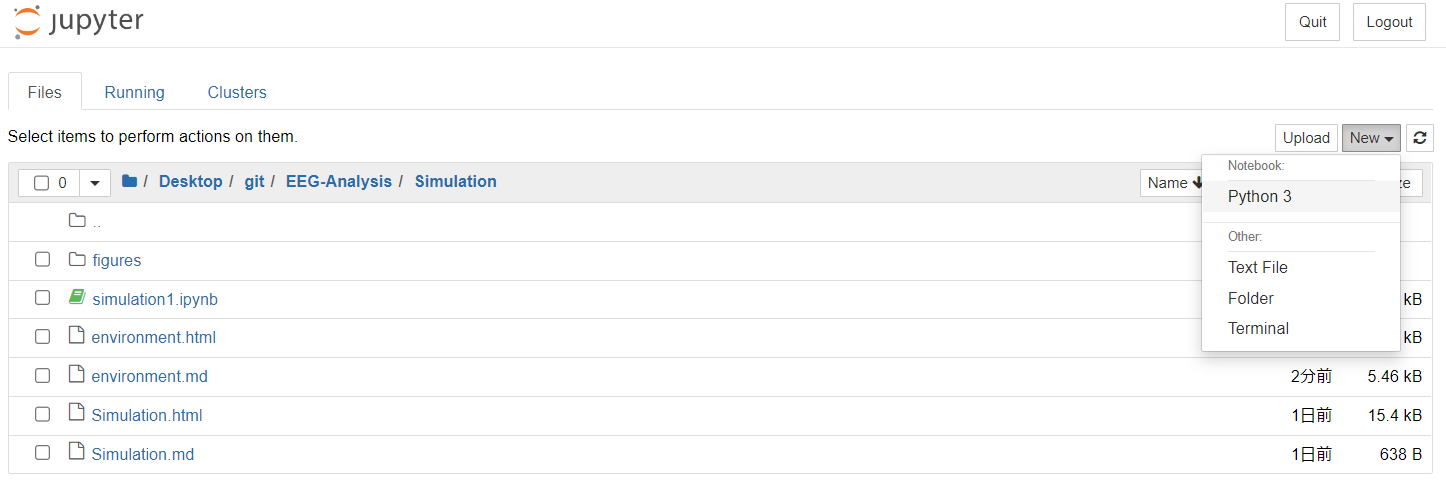 jupyter
Quit Logout
Files Running Clusters
Select items to perform actions on them.
Upload New
0 / Desktop / git / EEG-Analysis / Simulation Name
Notebook:
Python 3
Other:
Text File
Folder
Terminal
..
figures
simulation1.ipynb kB
environment.html kB
environment.md 2分前 5.46 kB
Simulation.html 1日前 15.4 kB
Simulation.md 1日前 638 B